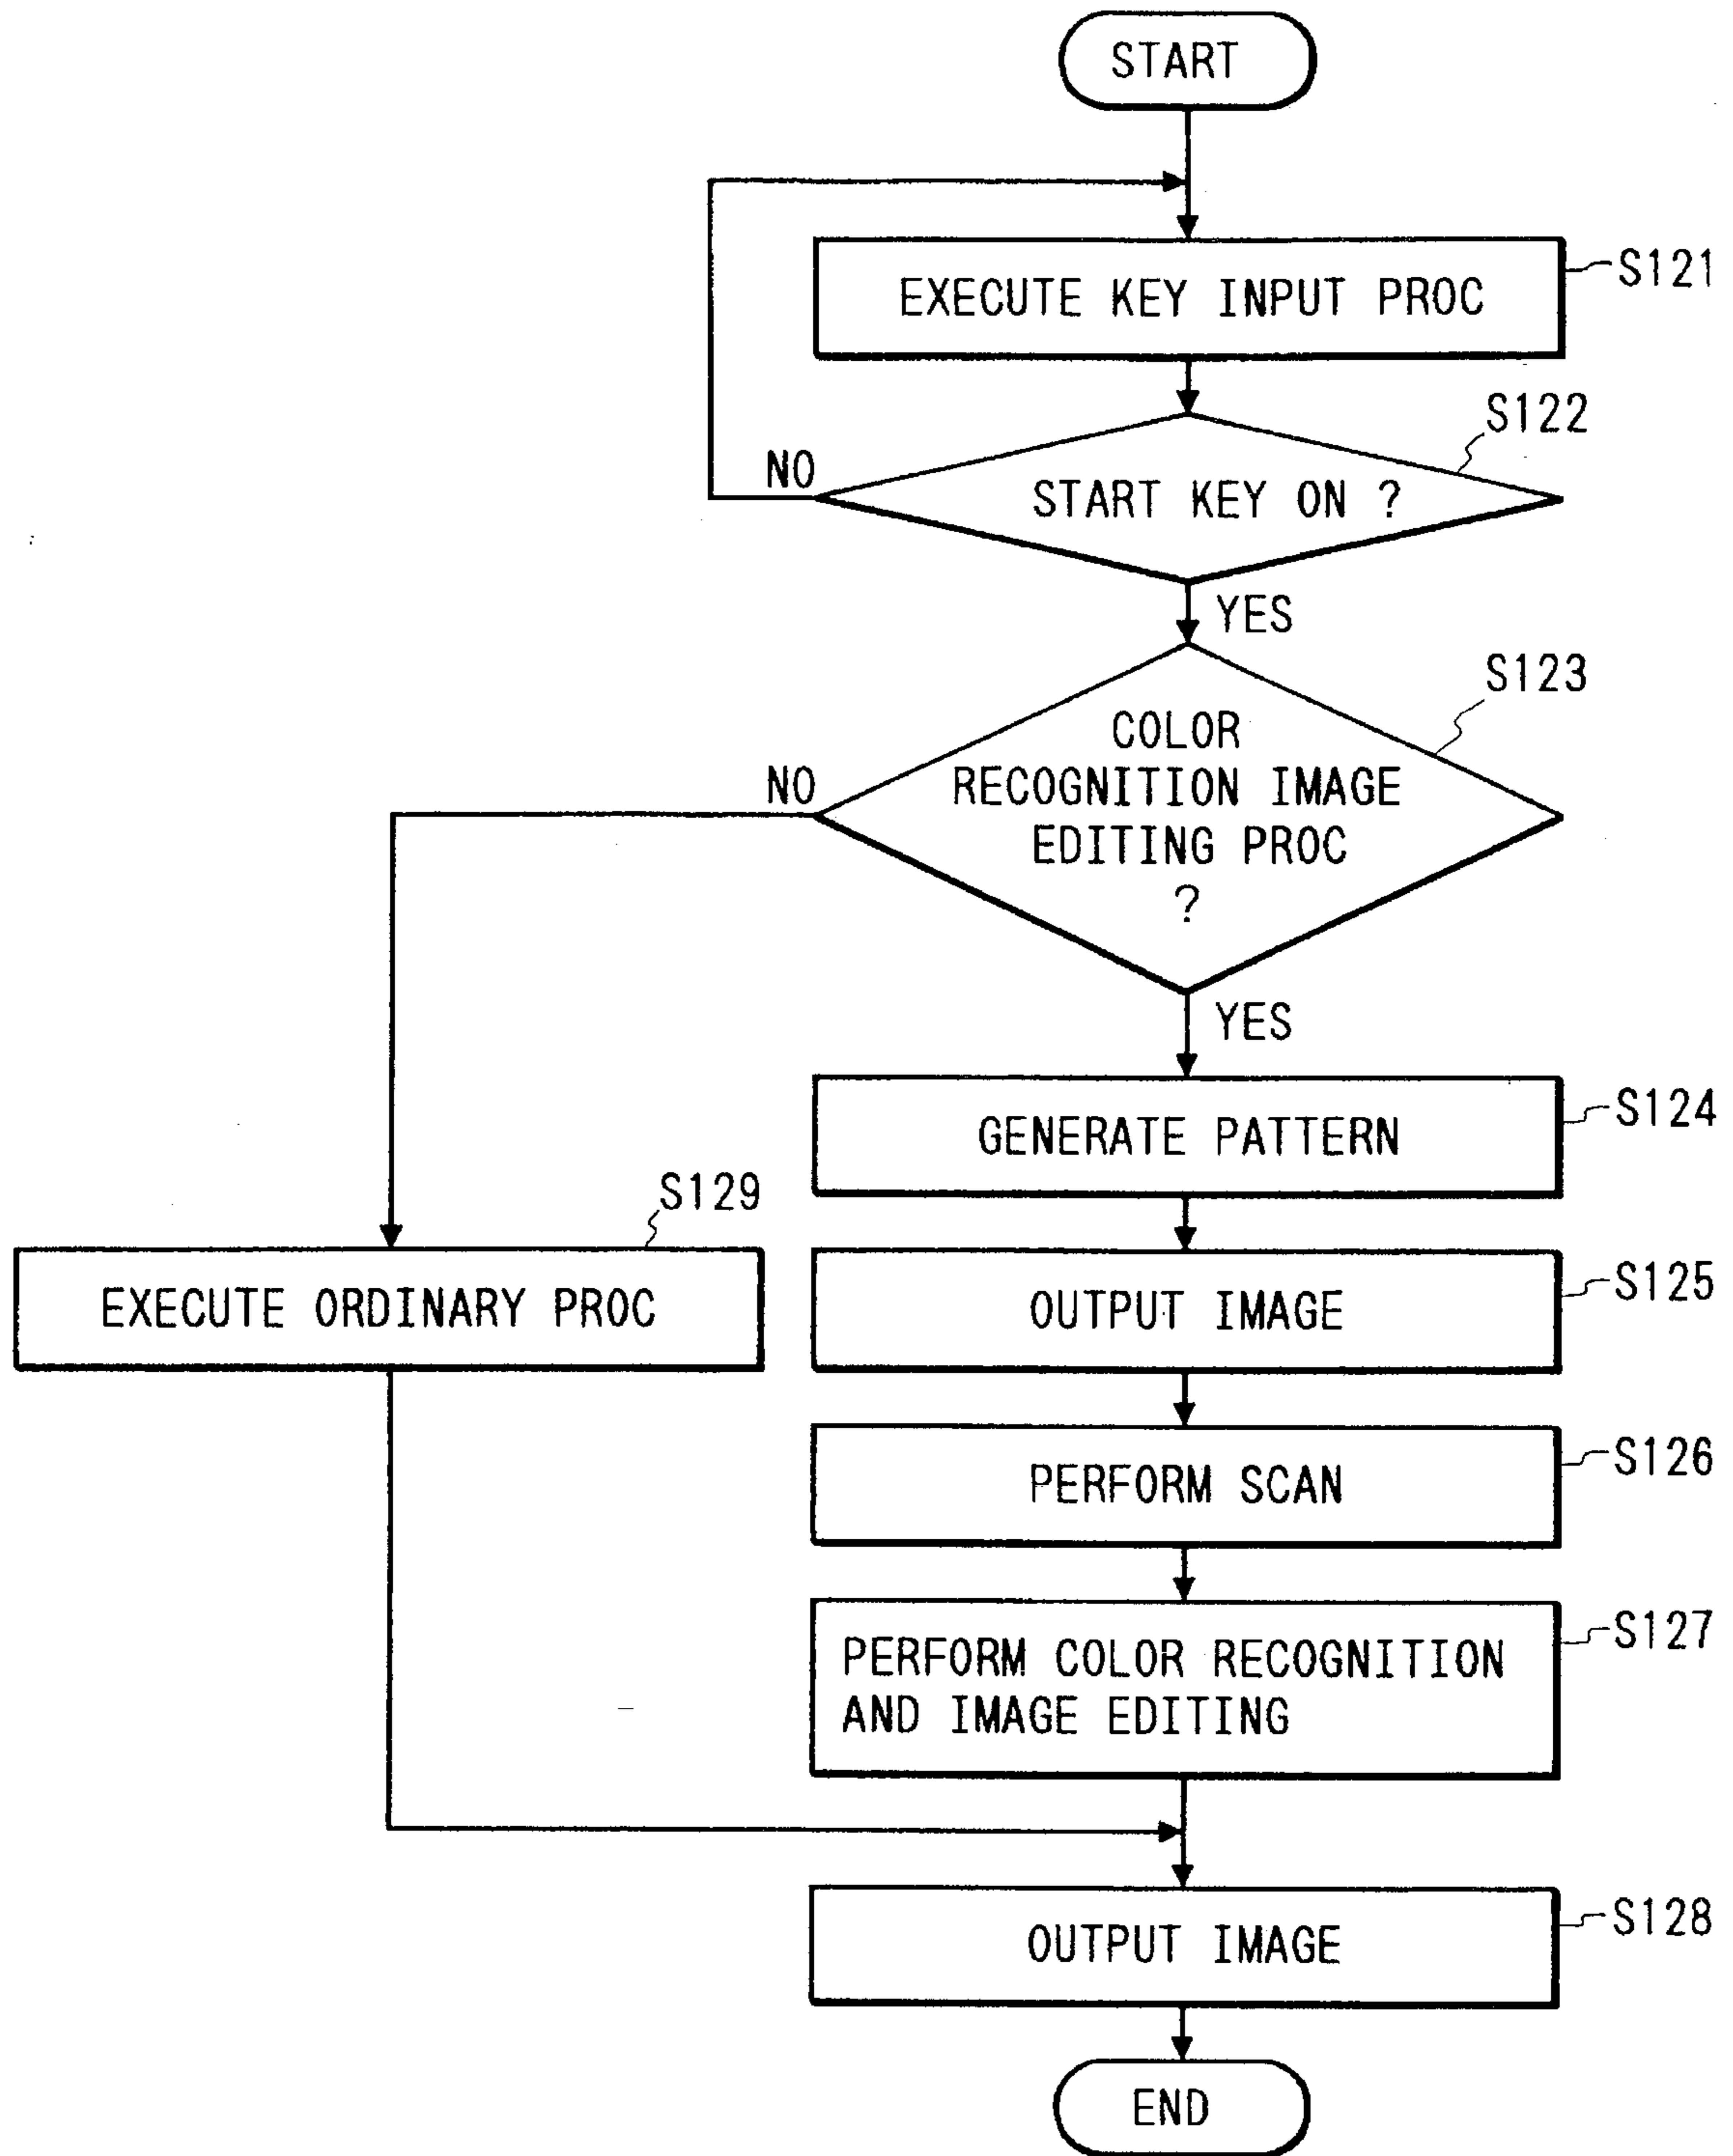 START
EXECUTE KEY INPUT PROC
S121
S122
NO
START KEY ON ?
YES
S123
COLOR
RECOGNITION IMAGE
EDITING PROC
?
NO
YES
GENERATE PATTERN
S124
S129
EXECUTE ORDINARY PROC
OUTPUT IMAGE
S125
PERFORM SCAN
S126
PERFORM COLOR RECOGNITION
AND IMAGE EDITING
S127
OUTPUT IMAGE
S128
END